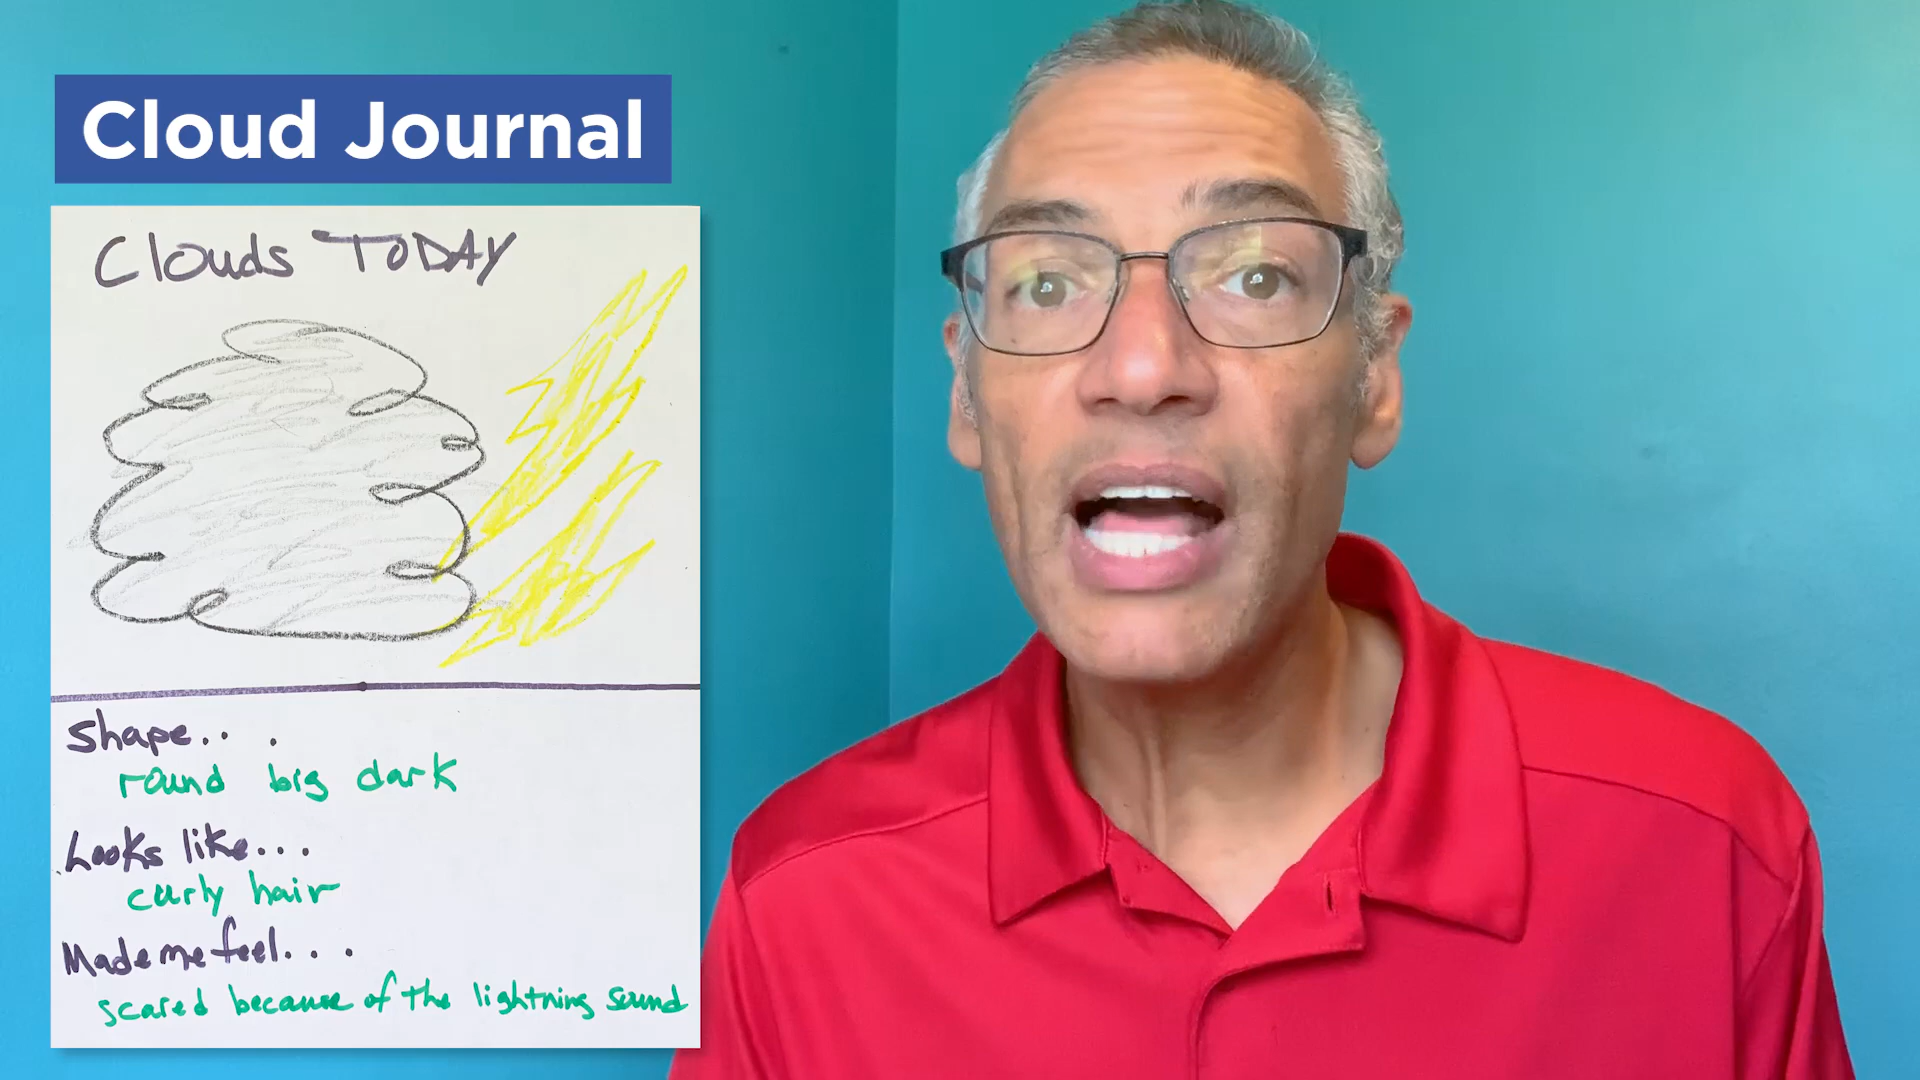 Cloud Journal
Clouds TODAY
Shape...
round big dark
Looks like...
curly hair
Made me feel...
scared because of the lightning sound